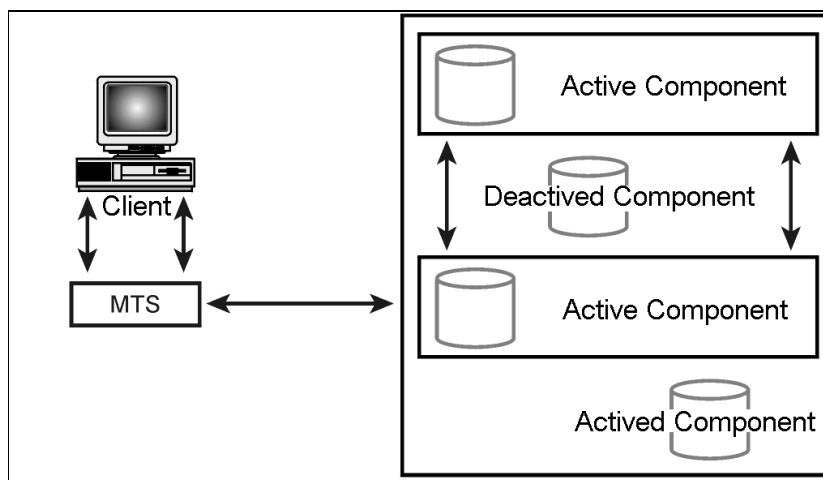 Active Component
Client
Deactived Component
MTS
Active Component
Actived Component